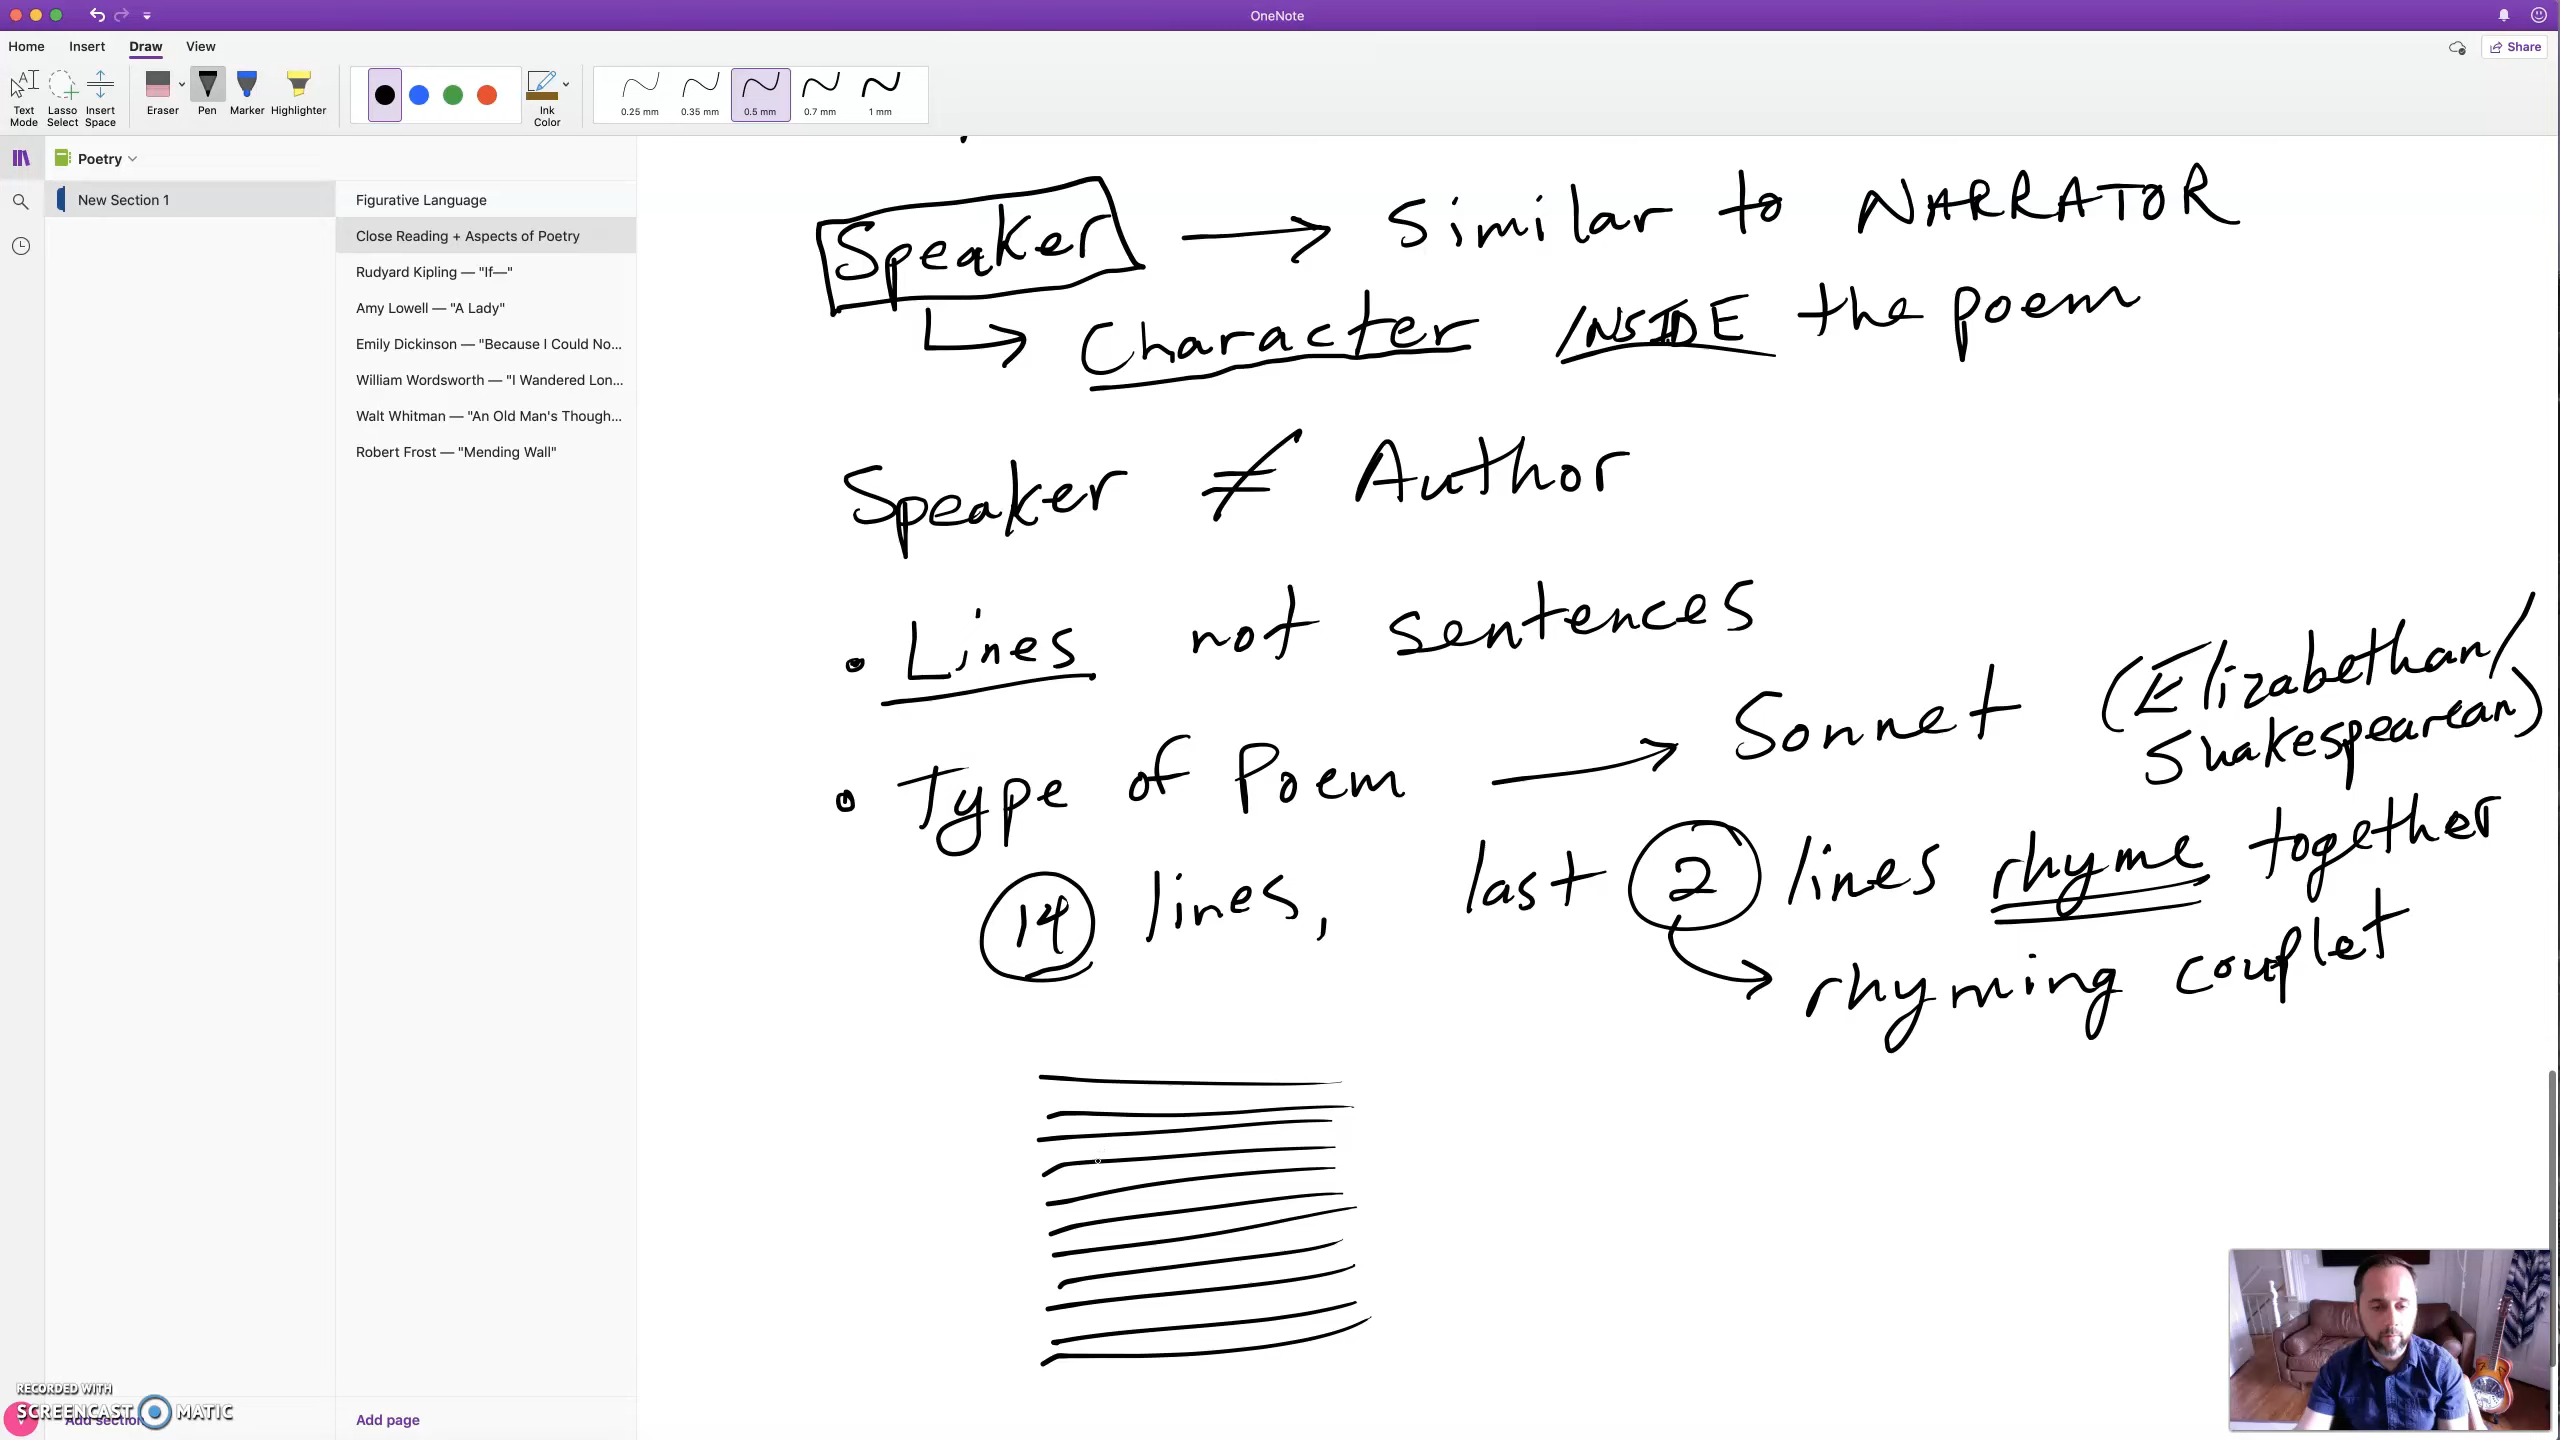 OneNote
Home Insert Draw View
Share
Text Mode
Lasso Select
Insert Space
Eraser
Pen
Marker
Highlighter
Ink Color
0.25 mm
0.35 mm
0.5 mm
0.7 mm
1 mm
Poetry
New Section 1
Figurative Language
Close Reading + Aspects of Poetry
Rudyard Kipling — "If—"
Amy Lowell — "A Lady"
Emily Dickinson — "Because I Could No...
William Wordsworth — "I Wandered Lon...
Walt Whitman — "An Old Man's Though...
Robert Frost — "Mending Wall"
Speaker → Similar to NARRATOR
↳ Character INSIDE the poem
Speaker ≠ Author
• Lines not sentences
• Type of Poem → Sonnet (Elizabethan/
Shakespearean)
14 lines, last 2 lines rhyme together
rhyming couplet
RECORDED WITH
SCREENCAST MATIC
Add section
Add page